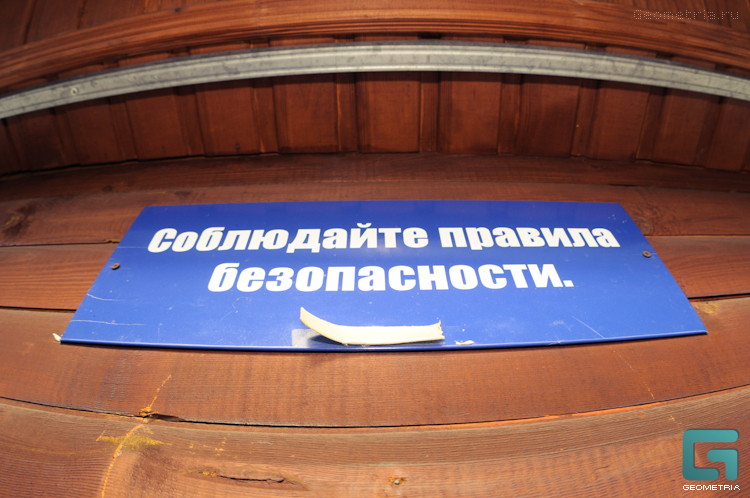 Geometria.ru
Соблюдайте правила
безопасности.
GEOMETRIA